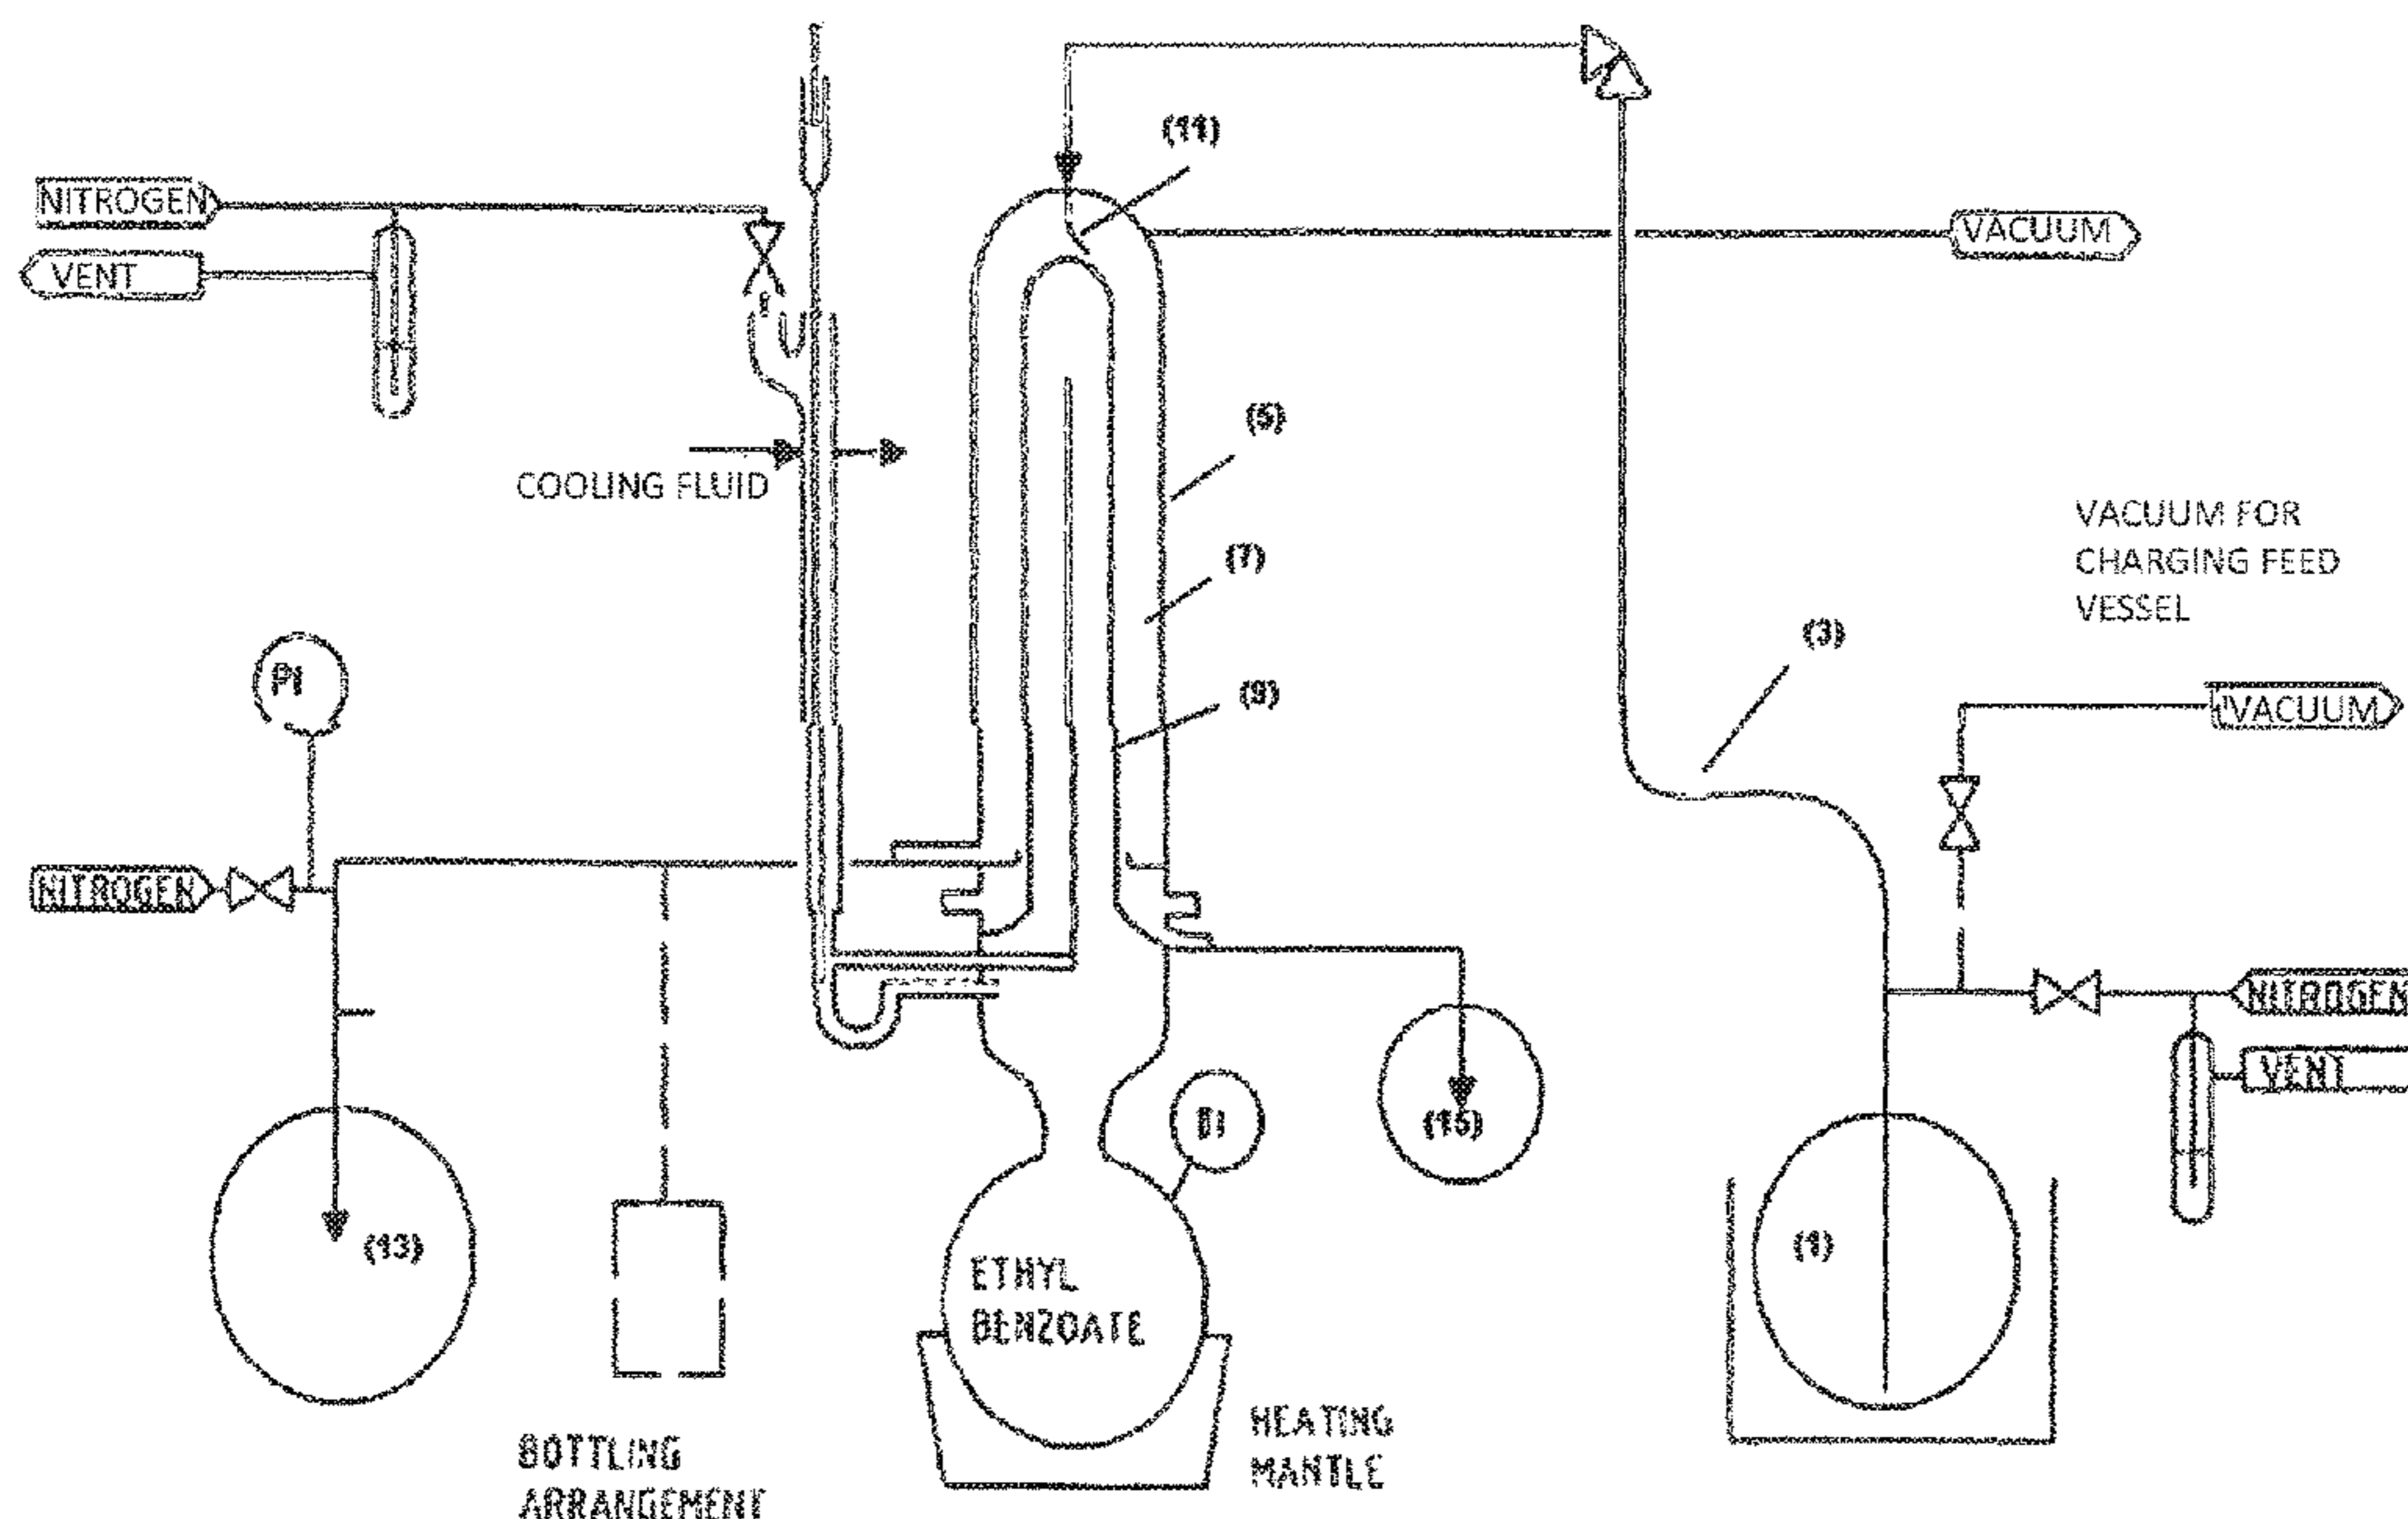 (11)
NITROGEN
VENT
VACUUM
(5)
COOLING FLUID
VACUUM FOR
CHARGING FEED
VESSEL
(7)
(3)
(9)
PI
VACUUM
NITROGEN
NITROGEN
VENT
(15)
(13)
(1)
ETHYL
BENZOATE
HEATING
MANTLE
BOTTLING
ARRANGEMENT